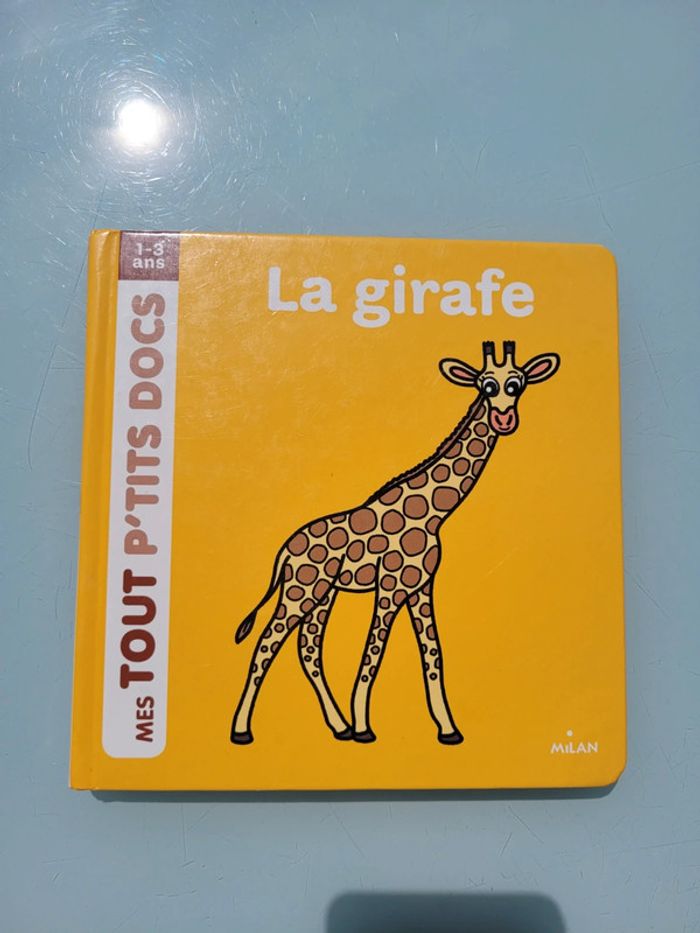 1-3
ans
MES TOUT P'TITS DOCS
La girafe
MiLAN